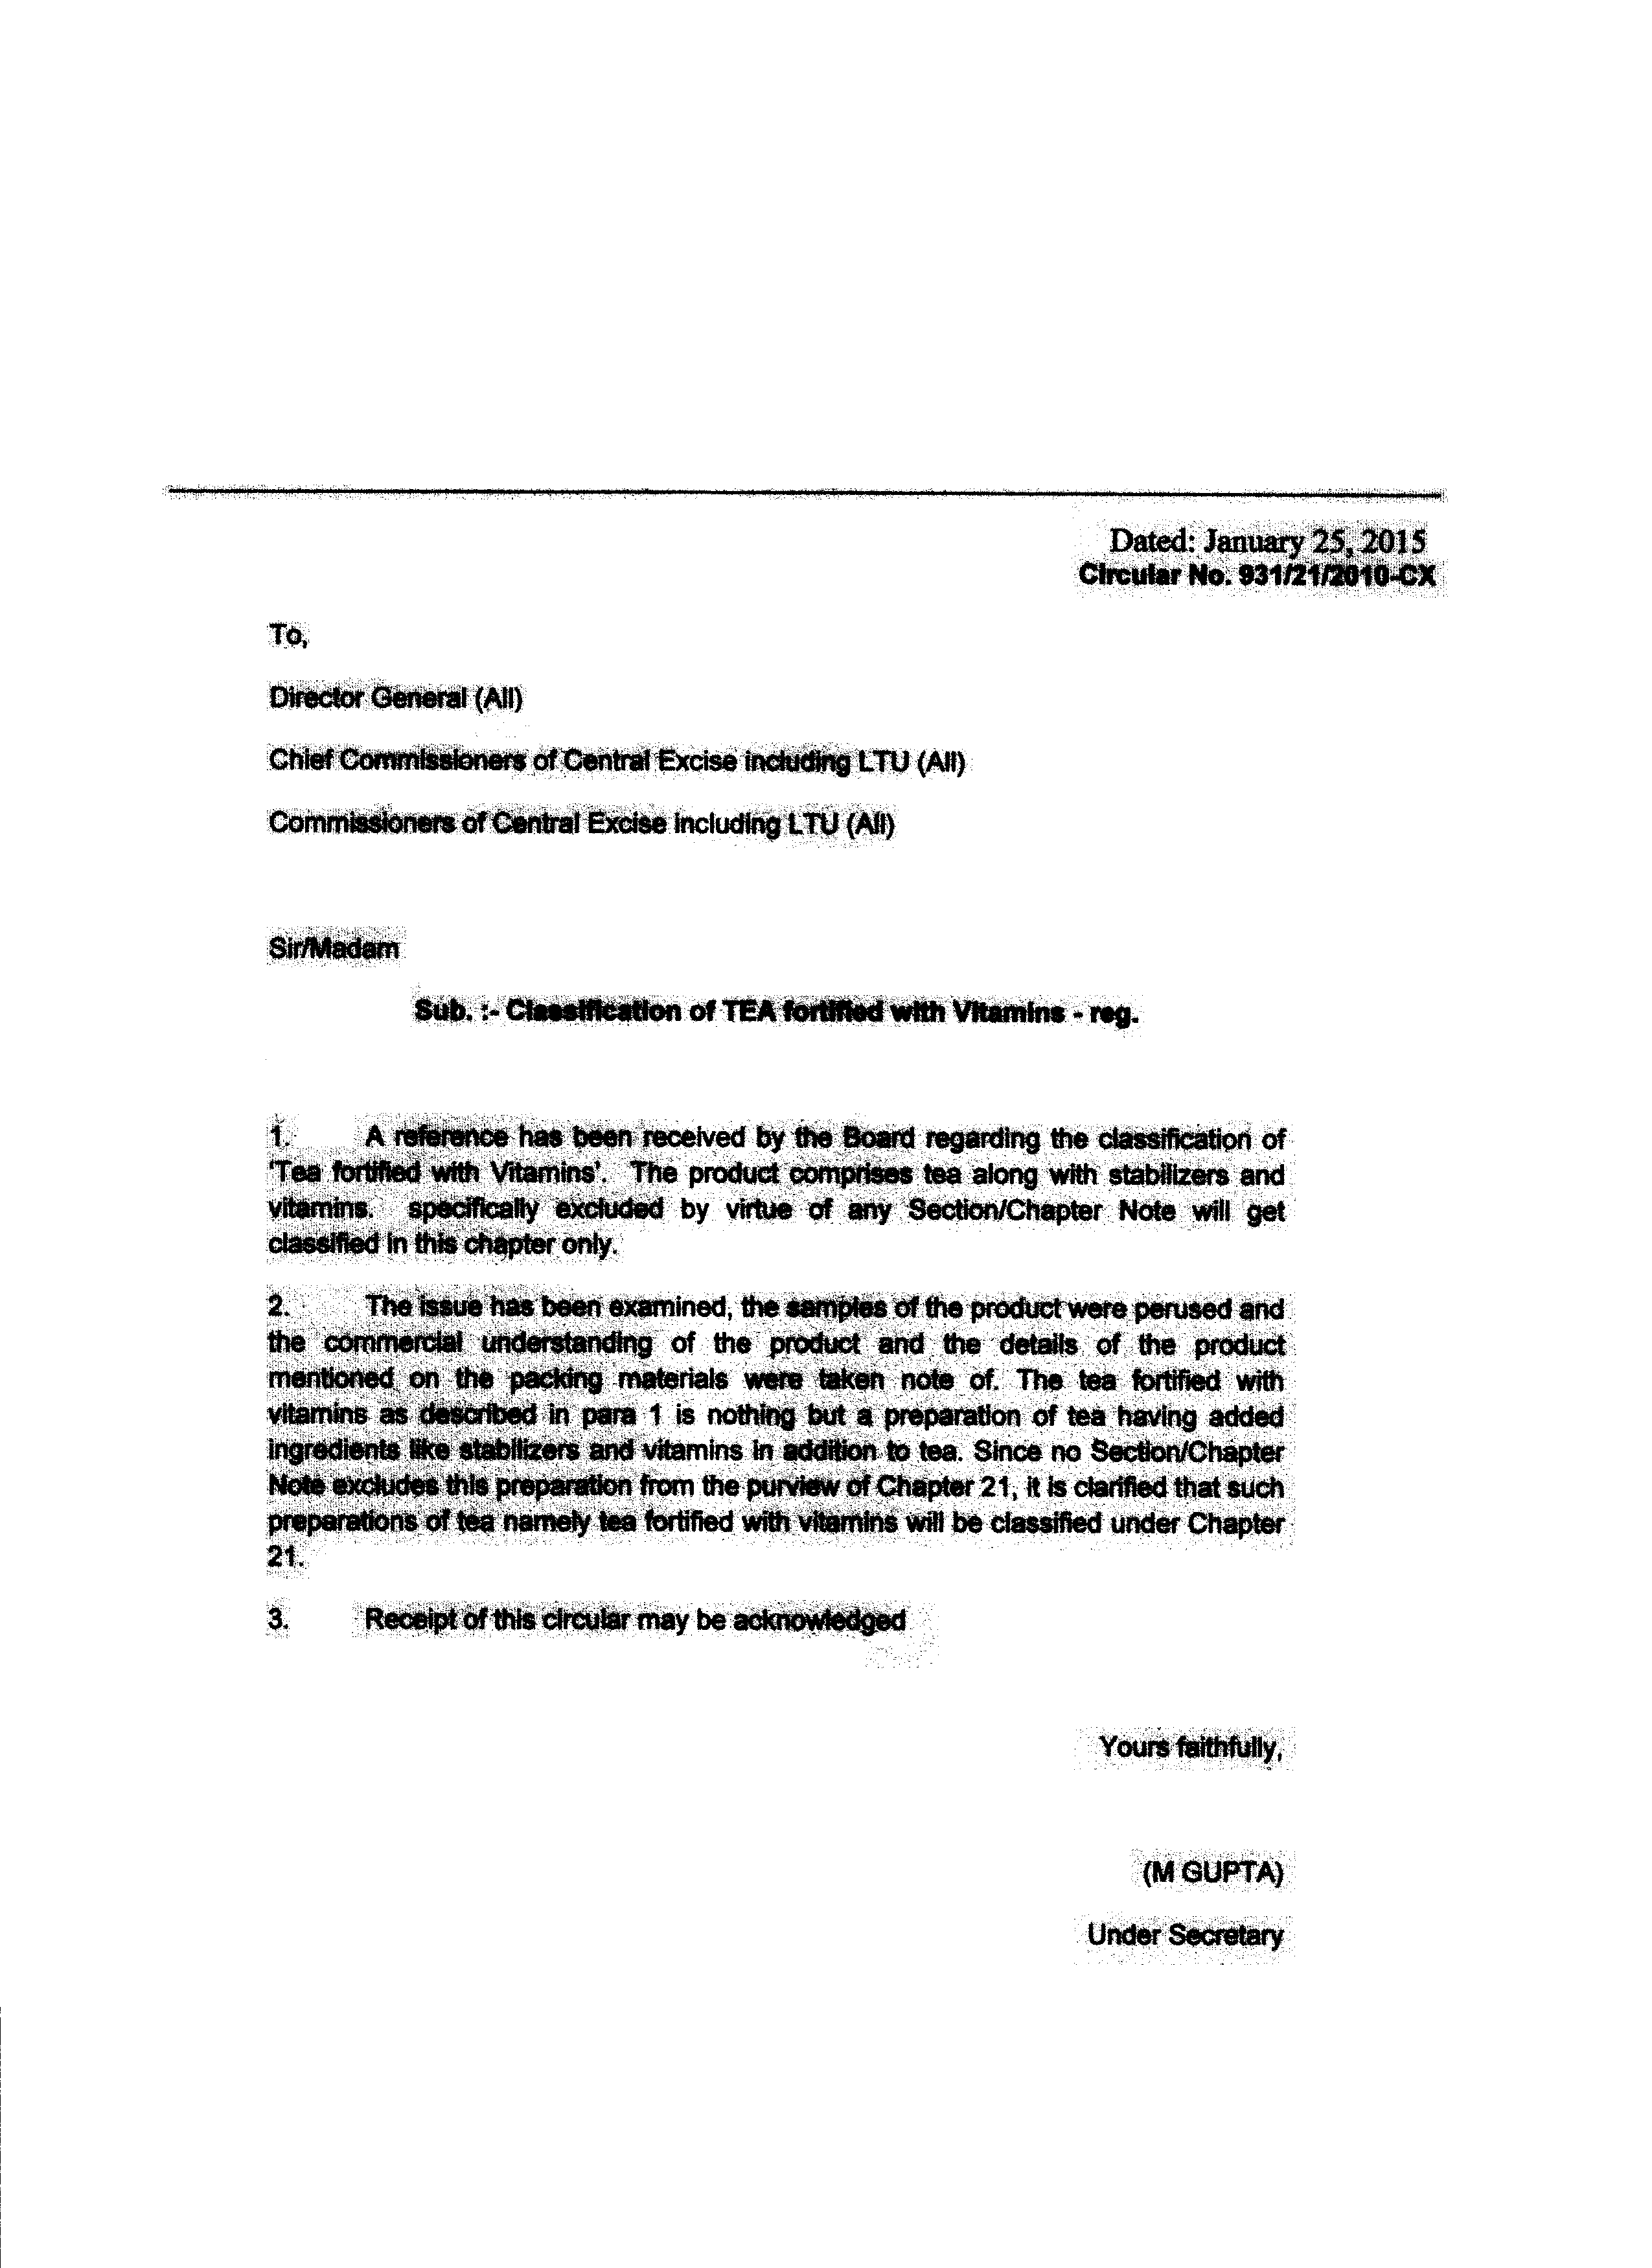 Dated: January 25, 2015
Circular No. 931/21/2010-CX
To,
Director General (All)
Chief Commissioners of Central Excise including LTU (All)
Commissioners of Central Excise including LTU (All)
Sir/Madam
Sub. :- Classification of TEA fortified with Vitamins - reg.
1. A reference has been received by the Board regarding the classification of
'Tea fortified with Vitamins'. The product comprises tea along with stabilizers and
vitamins. specifically excluded by virtue of any Section/Chapter Note will get
classified in this chapter only.
2. The issue has been examined, the samples of the product were perused and
the commercial understanding of the product and the details of the product
mentioned on the packing materials were taken note of. The tea fortified with
vitamins as described in para 1 is nothing but a preparation of tea having added
ingredients like stabilizers and vitamins in addition to tea. Since no Section/Chapter
Note excludes this preparation from the purview of Chapter 21, it is clarified that such
preparations of tea namely tea fortified with vitamins will be classified under Chapter
21.
3. Receipt of this circular may be acknowledged
Yours faithfully,
(M GUPTA)
Under Secretary